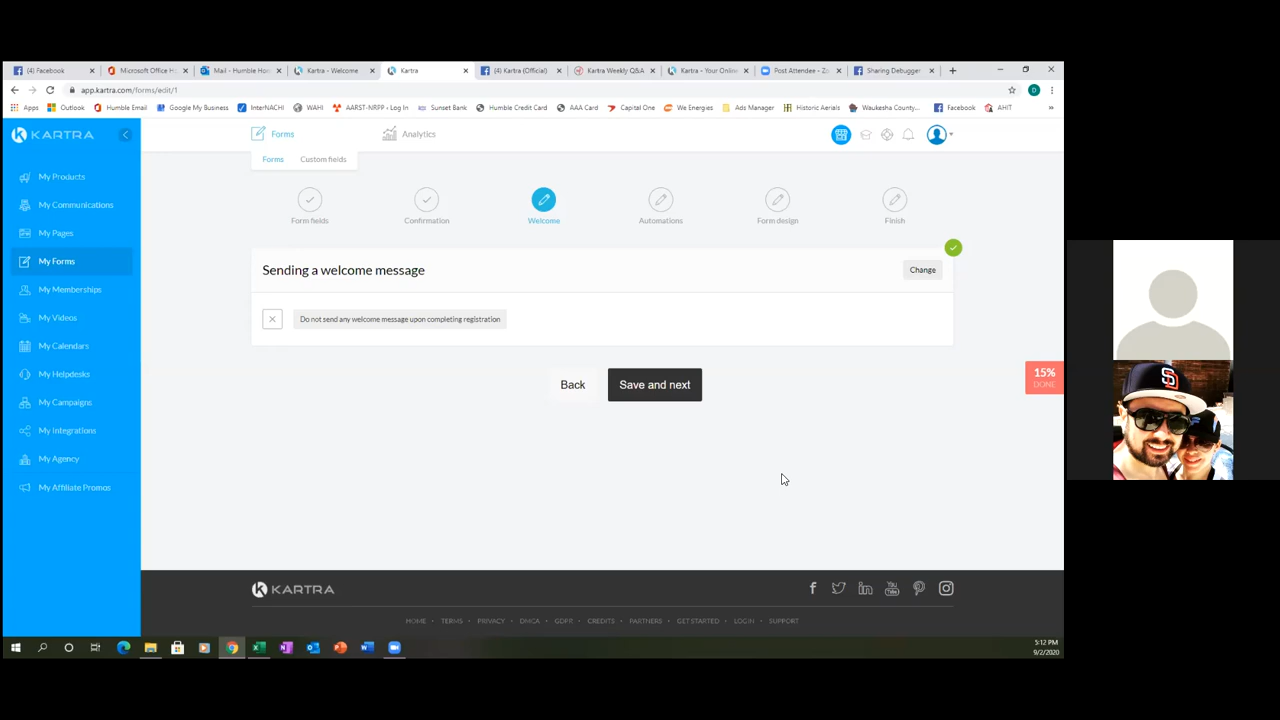 (4) Facebook
Microsoft Office H
Mail - Humble Ho
Kartra - Welcome
Kartra
(4) Kartra (Official)
Kartra Weekly Q&A
Kartra - Your Onlin
Post Attendee - Zo
Sharing Debugger
app.kartra.com/forms/edit/1
D
Apps
Outlook
Humble Email
Google My Business
InterNACHI
WAHI
AARST-NRPP - Log In
Sunset Bank
Humble Credit Card
AAA Card
Capital One
We Energies
Ads Manager
Historic Aerials
Waukesha County...
Facebook
AHIT
KARTRA
Forms
Analytics
Forms
Custom fields
My Products
My Communications
My Pages
My Forms
My Memberships
My Videos
My Calendars
My Helpdesks
My Campaigns
My Integrations
My Agency
My Affiliate Promos
Form fields
Confirmation
Welcome
Automations
Form design
Finish
Sending a welcome message
Change
Do not send any welcome message upon completing registration
Back
Save and next
15%
DONE
KARTRA
HOME • TERMS • PRIVACY • DMCA • GDPR • CREDITS • PARTNERS • GET STARTED • LOGIN • SUPPORT
5:12 PM
9/2/2020